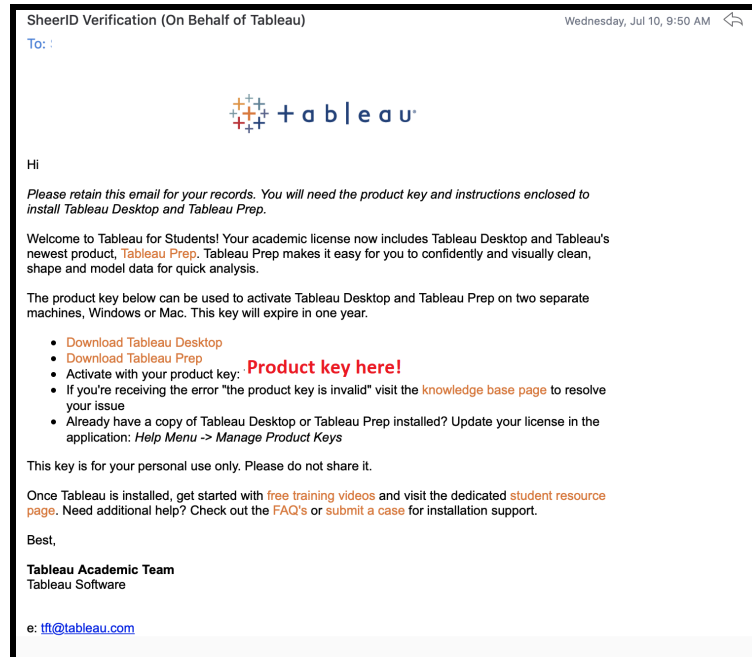 SheerID Verification (On Behalf of Tableau)
Wednesday, Jul 10, 9:50 AM
To:
+ableau
Hi
Please retain this email for your records. You will need the product key and instructions enclosed to
install Tableau Desktop and Tableau Prep.
Welcome to Tableau for Students! Your academic license now includes Tableau Desktop and Tableau's
newest product, Tableau Prep. Tableau Prep makes it easy for you to confidently and visually clean,
shape and model data for quick analysis.
The product key below can be used to activate Tableau Desktop and Tableau Prep on two separate
machines, Windows or Mac. This key will expire in one year.
• Download Tableau Desktop
• Download Tableau Prep
• Activate with your product key: Product key here!
• If you're receiving the error "the product key is invalid" visit the knowledge base page to resolve
your issue
• Already have a copy of Tableau Desktop or Tableau Prep installed? Update your license in the
application: Help Menu -> Manage Product Keys
This key is for your personal use only. Please do not share it.
Once Tableau is installed, get started with free training videos and visit the dedicated student resource
page. Need additional help? Check out the FAQ's or submit a case for installation support.
Best,
Tableau Academic Team
Tableau Software
e: tft@tableau.com